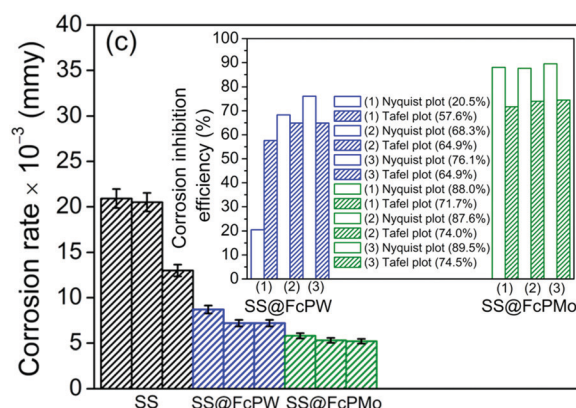 (c)
Corrosion rate × 10⁻³ (mmy)
40
35
30
25
20
15
10
5
0
SS SS@FcPW SS@FcPMo
Corrosion inhibition
efficiency (%)
100
90
80
70
60
50
40
30
20
10
0
(1) (2) (3)
SS@FcPW
(1) Nyquist plot (20.5%)
(1) Tafel plot (57.6%)
(2) Nyquist plot (68.3%)
(2) Tafel plot (64.9%)
(3) Nyquist plot (76.1%)
(3) Tafel plot (64.9%)
(1) Nyquist plot (88.0%)
(1) Tafel plot (71.7%)
(2) Nyquist plot (87.6%)
(2) Tafel plot (74.0%)
(3) Nyquist plot (89.5%)
(3) Tafel plot (74.5%)
(1) (2) (3)
SS@FcPMo